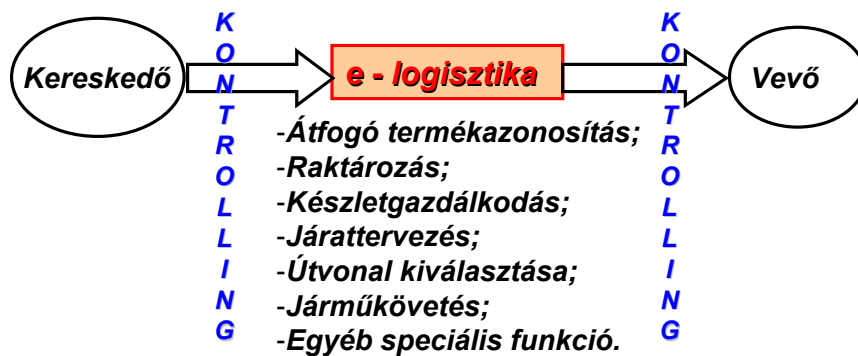 KONTROLLING
KONTROLLING
Kereskedő
e - logisztika
Vevő
-Átfogó termékazonosítás;
-Raktározás;
-Készletgazdálkodás;
-Járattervezés;
-Útvonal kiválasztása;
-Járműkövetés;
-Egyéb speciális funkció.